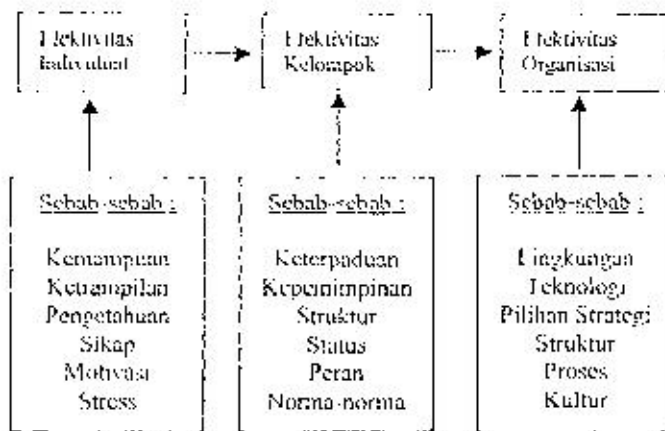 Efektivitas
Individual
Efektivitas
Kelompok
Efektivitas
Organisasi
Sebab-sebab :
Kemampuan
Ketrampilan
Pengetahuan
Sikap
Motivasi
Stress
Sebab-sebab :
Keterpaduan
Kepemimpinan
Struktur
Status
Peran
Norma-norma
Sebab-sebab :
Lingkungan
Teknologi
Pilihan Strategi
Struktur
Proses
Kultur